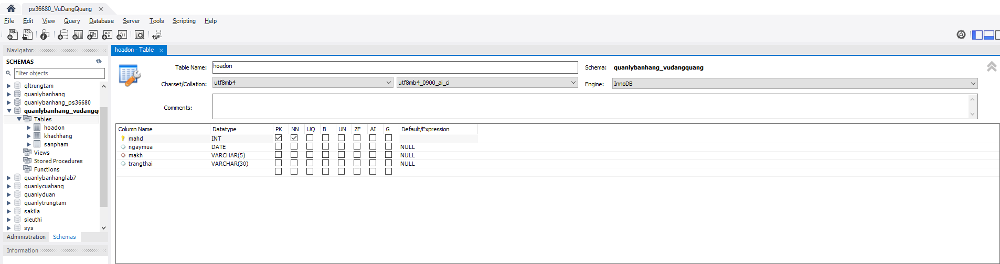 ps36680_VuDangQuang
File Edit View Query Database Server Tools Scripting Help
Navigator
SCHEMAS
Filter objects
qltrungtam
quanlybanhang
quanlybanhang_ps36680
quanlybanhang_vudangqu
Tables
hoadon
khachhang
sanpham
Views
Stored Procedures
Functions
quanlybanhanglab7
quanlycuahang
quanlyduan
quanlytrungtam
sakila
sieuthi
sys
Administration Schemas
Information
hoadon - Table
Table Name: hoadon Schema: quanlybanhang_vudangquang
Charset/Collation: utf8mb4 utf8mb4_0900_ai_ci Engine: InnoDB
Comments:
Column Name Datatype PK NN UQ B UN ZF AI G Default/Expression
mahd INT
ngaymua DATE NULL
makh VARCHAR(5) NULL
trangthai VARCHAR(30) NULL